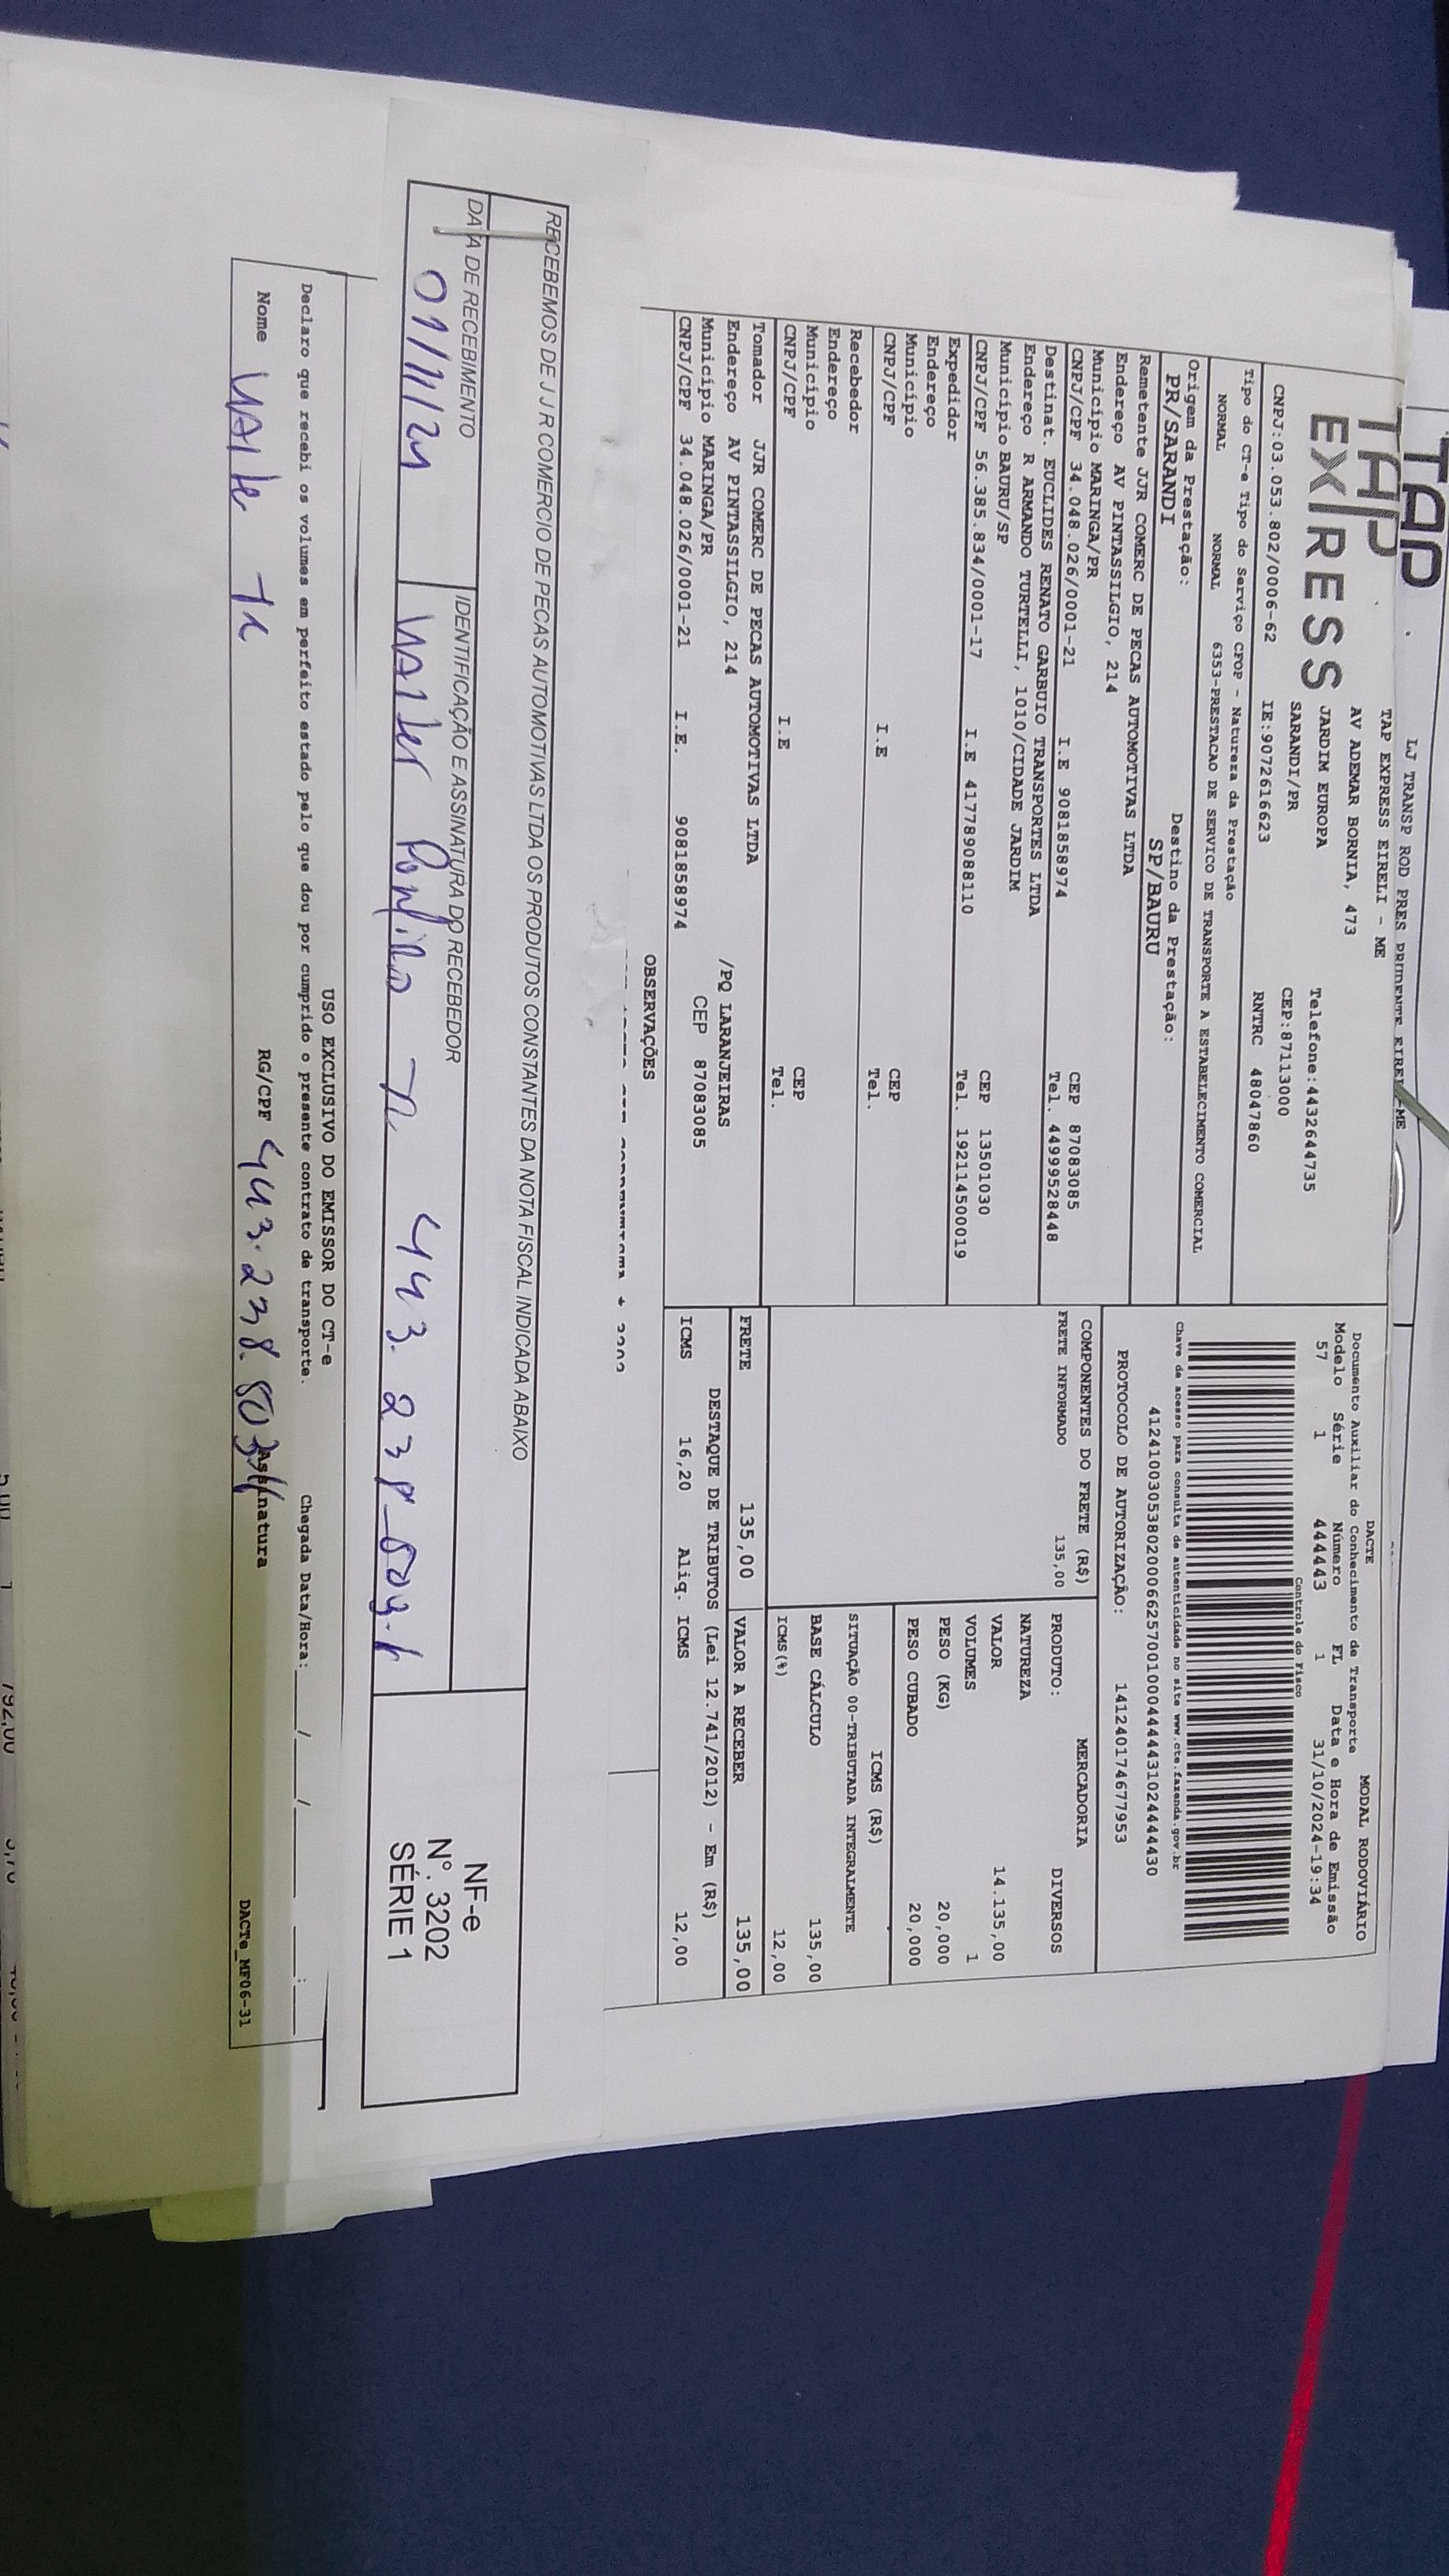 TAP
LJ TRANSP ROD PRES PRUDENTE EIRELI-ME
TAP EXPRESS
TAP EXPRESS EIRELI - ME
AV ADEMAR BORNIA, 473
JARDIM EUROPA
SARANDI/PR
Telefone:4432644735
CEP:87113000
CNPJ:03.053.802/0006-62 IE:9072616623 RNTRC 48047860
Tipo do CT-e Tipo do Serviço CFOP - Natureza da Prestação
NORMAL NORMAL 6353-PRESTACAO DE SERVICO DE TRANSPORTE A ESTABELECIMENTO COMERCIAL
Origem da Prestação: Destino da Prestação:
PR/SARANDI SP/BAURU
Remetente JJR COMERC DE PECAS AUTOMOTIVAS LTDA
Endereço AV PINTASSILGIO, 214
Município MARINGA/PR CEP 87083085
CNPJ/CPF 34.048.026/0001-21 I.E 9081858974 Tel. 44999528448
Destinat. EUCLIDES RENATO GARBUIO TRANSPORTES LTDA
Endereço R ARMANDO TURTELLI, 1010/CIDADE JARDIM
Município BAURU/SP CEP 13501030
CNPJ/CPF 56.385.834/0001-17 I.E 417789088110 Tel. 1921145000019
Expedidor
Endereço
Município CEP
CNPJ/CPF I.E Tel.
Recebedor
Endereço
Município CEP
CNPJ/CPF I.E Tel.
Tomador JJR COMERC DE PECAS AUTOMOTIVAS LTDA
Endereço AV PINTASSILGIO, 214 /PQ LARANJEIRAS
Município MARINGA/PR CEP 87083085
CNPJ/CPF 34.048.026/0001-21 I.E. 9081858974
OBSERVAÇÕES
DACTE MODAL RODOVIÁRIO
Documento Auxiliar do Conhecimento de Transporte
Modelo Série Número FL Data e Hora de Emissão
57 1 444443 1 31/10/2024-19:34
Controle do Fisco
Chave de acesso para consulta de autenticidade no site www.cte.fazenda.gov.br
41241003053802000662570010004444431024444430
PROTOCOLO DE AUTORIZAÇÃO: 141240174677953
COMPONENTES DO FRETE (R$)
FRETE INFORMADO 135,00
MERCADORIA
PRODUTO: DIVERSOS
NATUREZA
VALOR 14.135,00
VOLUMES 1
PESO (KG) 20,000
PESO CUBADO 20,000
ICMS (R$)
SITUAÇÃO 00-TRIBUTADA INTEGRALMENTE
BASE CÁLCULO 135,00
ICMS(%) 12,00
FRETE 135,00 VALOR A RECEBER 135,00
DESTAQUE DE TRIBUTOS (Lei 12.741/2012) - Em (R$)
ICMS 16,20 Aliq. ICMS 12,00
RECEBEMOS DE J J R COMERCIO DE PECAS AUTOMOTIVAS LTDA OS PRODUTOS CONSTANTES DA NOTA FISCAL INDICADA ABAIXO
DATA DE RECEBIMENTO IDENTIFICAÇÃO E ASSINATURA DO RECEBEDOR
01/11/24 Walter
NF-e
Nº. 3202
SÉRIE 1
USO EXCLUSIVO DO EMISSOR DO CT-e
Declaro que recebi os volumes em perfeito estado pelo que dou por cumprido o presente contrato de transporte. Chegada Data/Hora: ____/____/______ ___:___
Nome RG/CPF Assinatura
DACTe_MF06-31